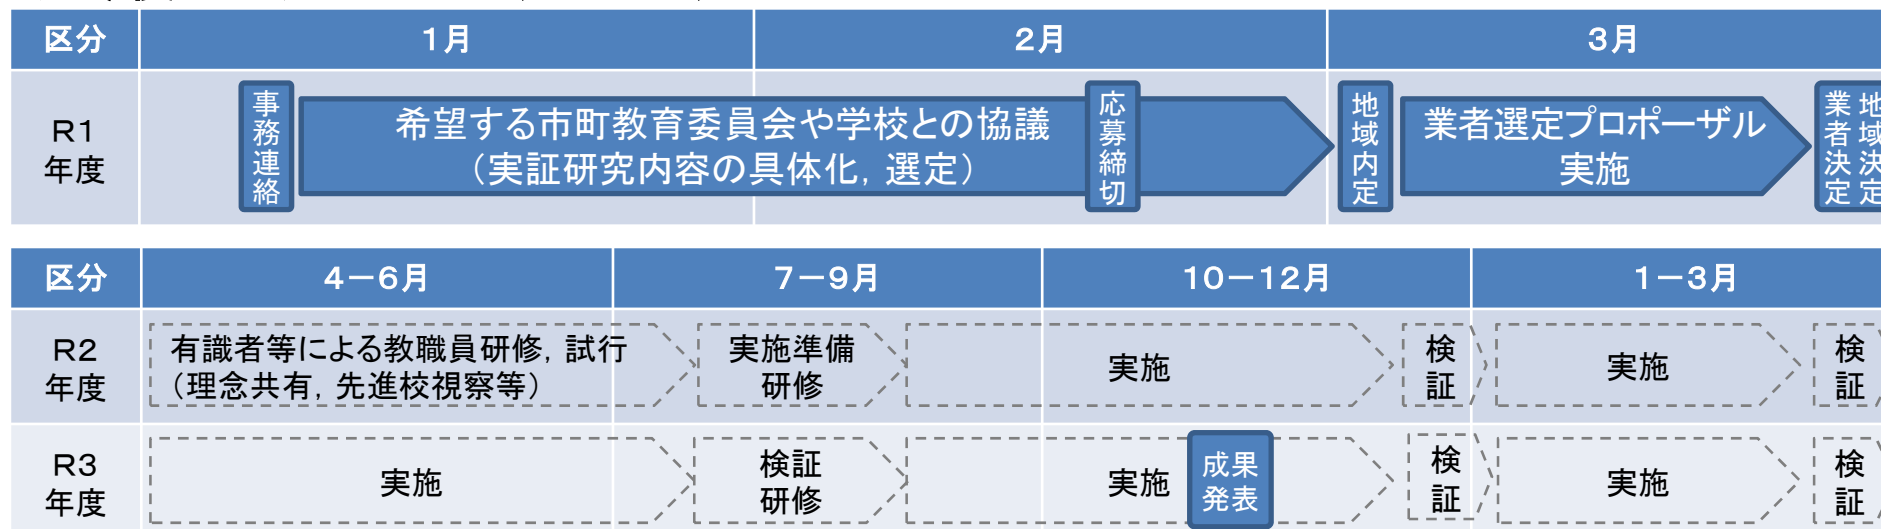 区分 1月 2月 3月
R1
年度
事務連絡
希望する市町教育委員会や学校との協議
（実証研究内容の具体化，選定）
応募締切
地域内定
業者選定プロポーザル
実施
地域決定
業者決定
区分 4－6月 7－9月 10－12月 1－3月
R2
年度
有識者等による教職員研修，試行
（理念共有，先進校視察等）
実施準備
研修
実施
検証
実施
検証
R3
年度
実施
検証
研修
実施
成果
発表
検証
実施
検証